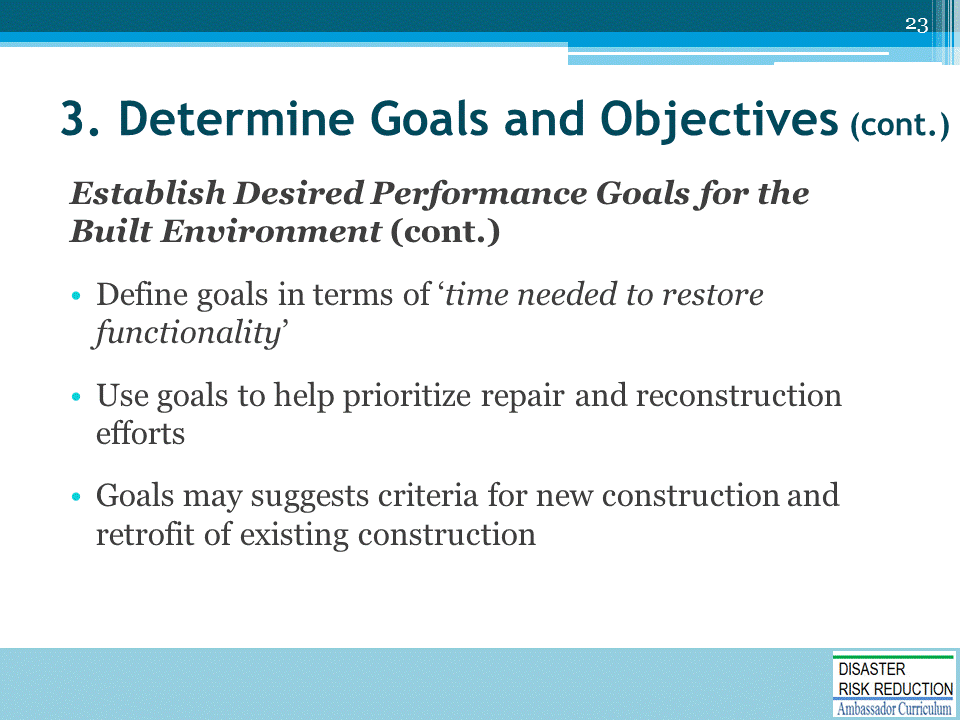 23
3. Determine Goals and Objectives (cont.)
Establish Desired Performance Goals for the
Built Environment (cont.)
• Define goals in terms of ‘time needed to restore
functionality’
• Use goals to help prioritize repair and reconstruction
efforts
• Goals may suggests criteria for new construction and
retrofit of existing construction
DISASTER
RISK REDUCTION
Ambassador Curriculum